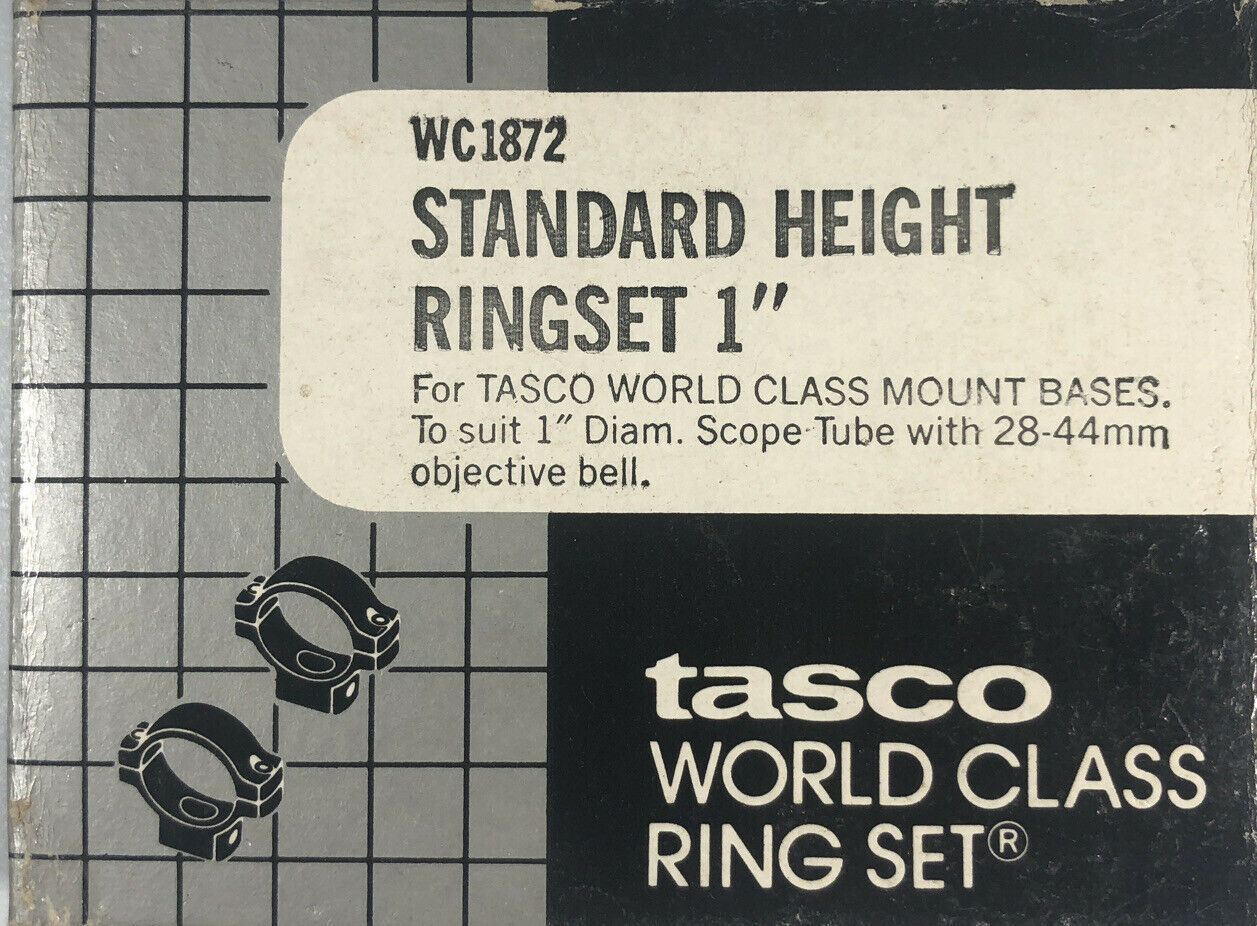 WC1872
STANDARD HEIGHT
RINGSET 1"
For TASCO WORLD CLASS MOUNT BASES.
To suit 1" Diam. Scope Tube with 28-44mm
objective bell.
tasco
WORLD CLASS
RING SET®